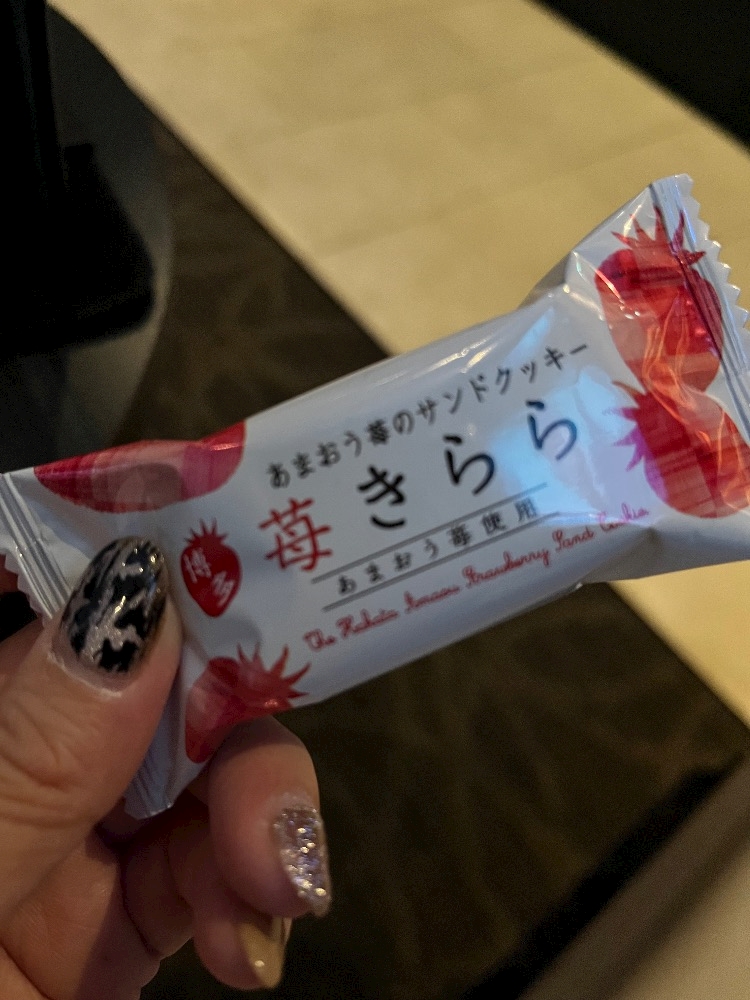 あまおう苺のサンドクッキー
博多
苺きらら
あまおう苺使用
The Hakata Amaou Strawberry Sand Cookie